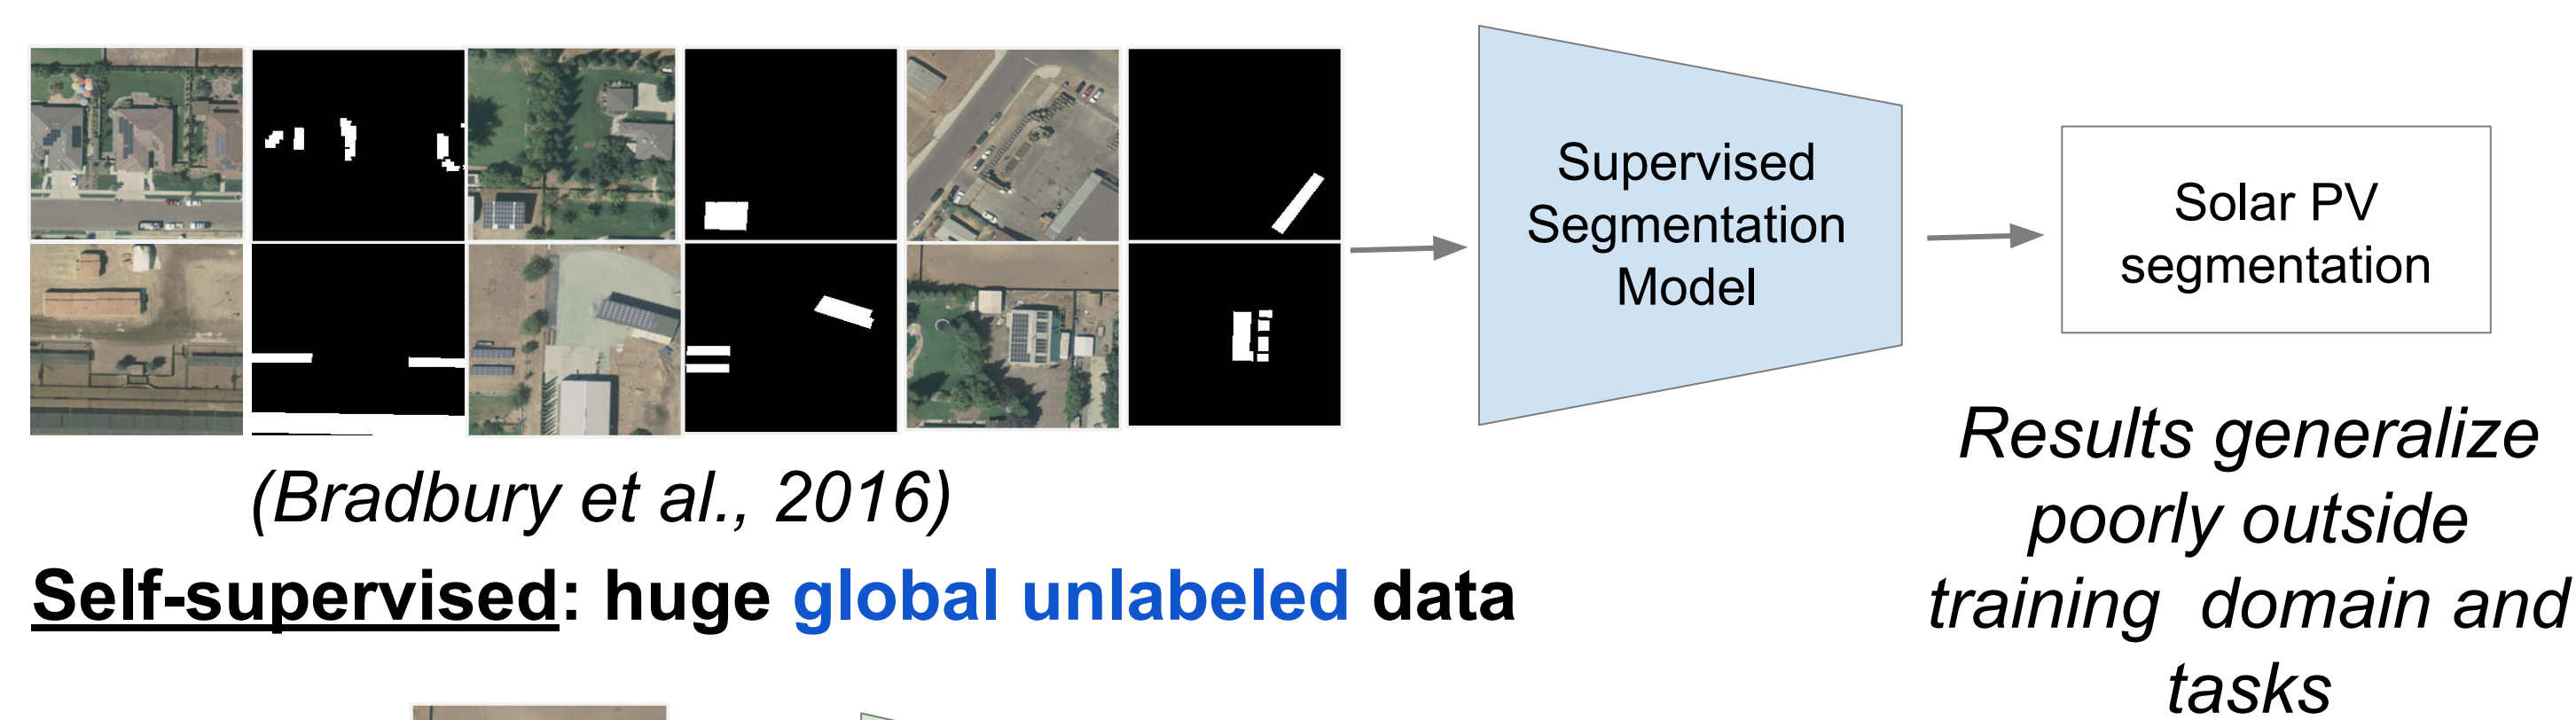 Supervised
Segmentation
Model
Solar PV
segmentation
(Bradbury et al., 2016)
Results generalize
poorly outside
training domain and
tasks
Self-supervised: huge global unlabeled data